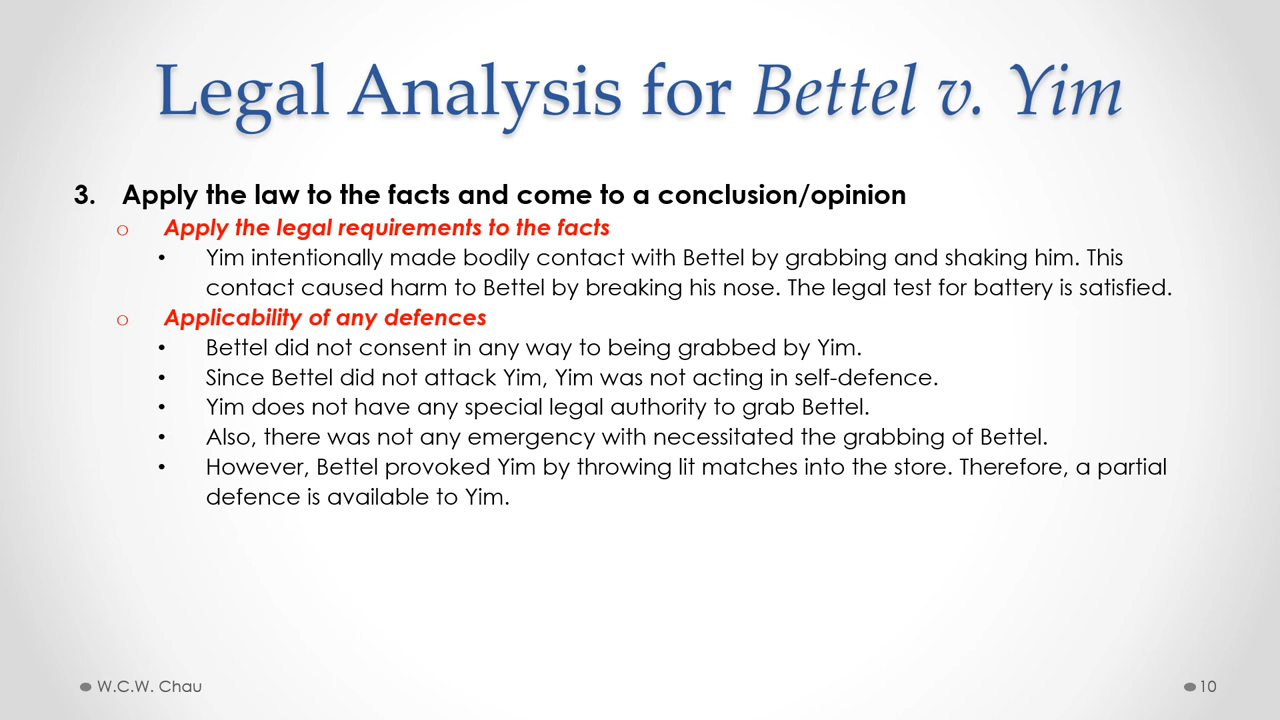 Legal Analysis for Bettel v. Yim
3. Apply the law to the facts and come to a conclusion/opinion
o Apply the legal requirements to the facts
• Yim intentionally made bodily contact with Bettel by grabbing and shaking him. This
contact caused harm to Bettel by breaking his nose. The legal test for battery is satisfied.
o Applicability of any defences
• Bettel did not consent in any way to being grabbed by Yim.
• Since Bettel did not attack Yim, Yim was not acting in self-defence.
• Yim does not have any special legal authority to grab Bettel.
• Also, there was not any emergency with necessitated the grabbing of Bettel.
• However, Bettel provoked Yim by throwing lit matches into the store. Therefore, a partial
defence is available to Yim.
W.C.W. Chau
10